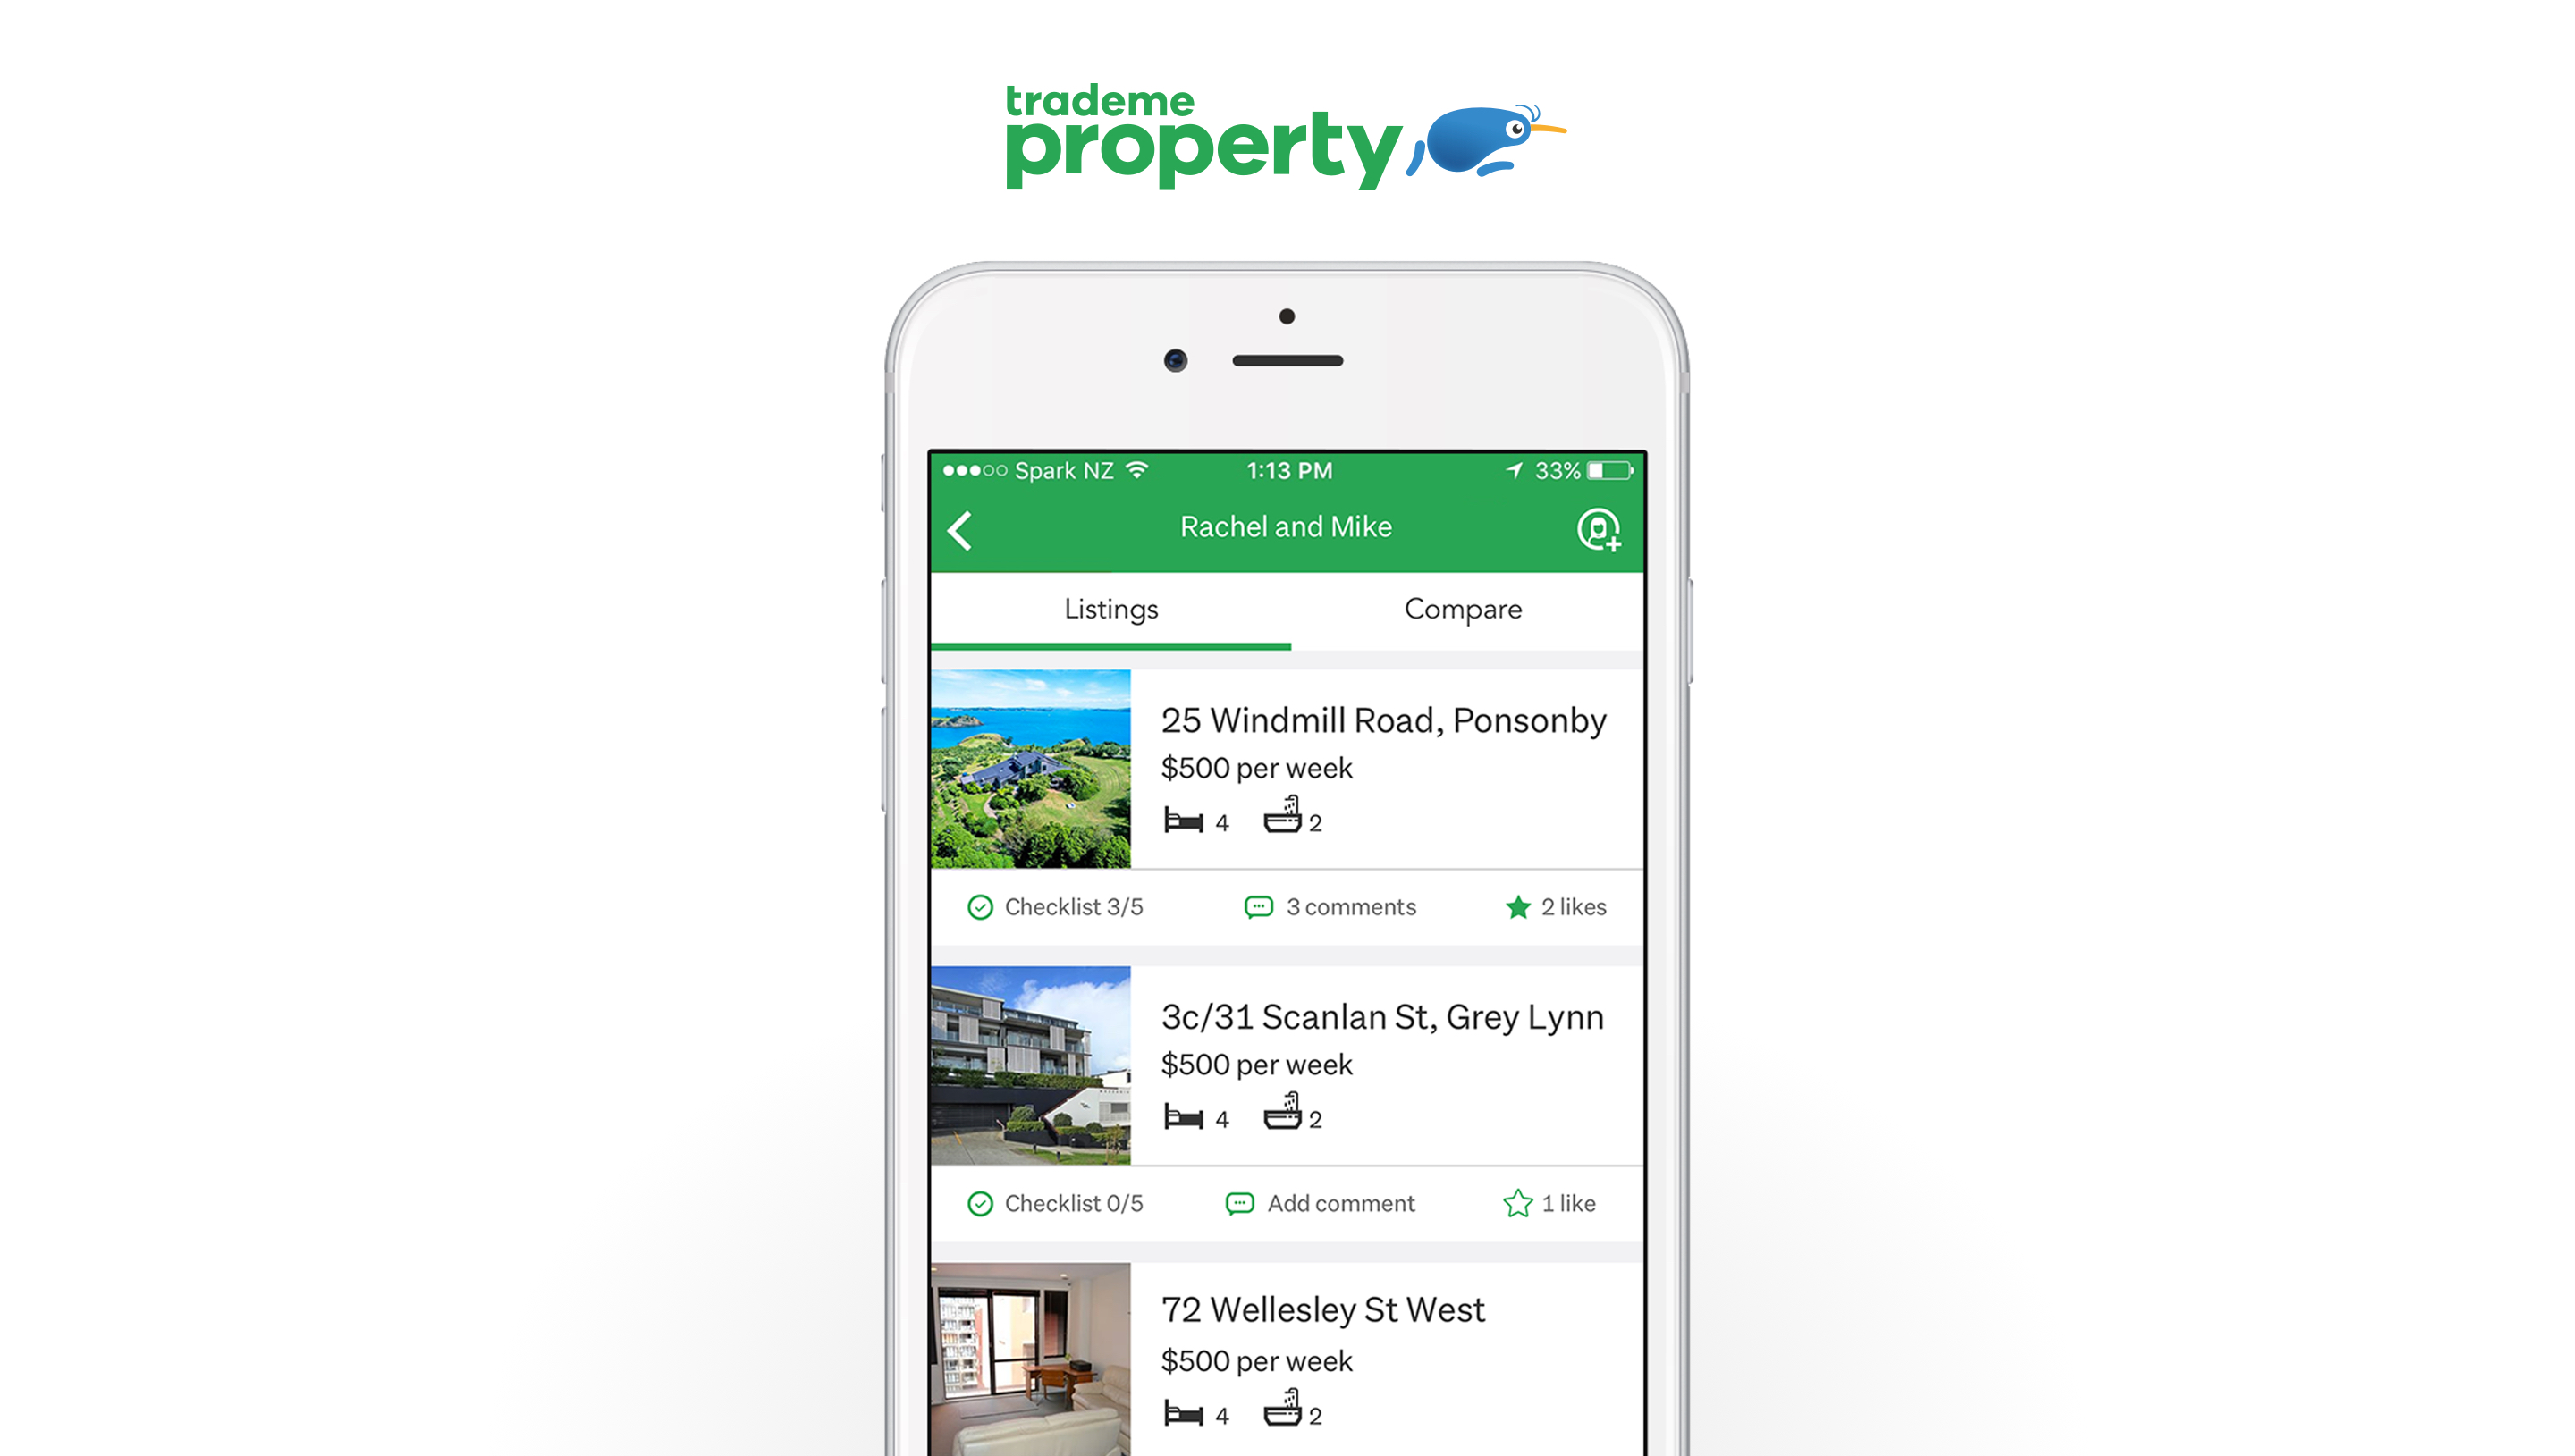 trademe
property
Spark NZ 1:13 PM 33%
Rachel and Mike
Listings Compare
25 Windmill Road, Ponsonby
$500 per week
4 2
Checklist 3/5 3 comments 2 likes
3c/31 Scanlan St, Grey Lynn
$500 per week
4 2
Checklist 0/5 Add comment 1 like
72 Wellesley St West
$500 per week
4 2